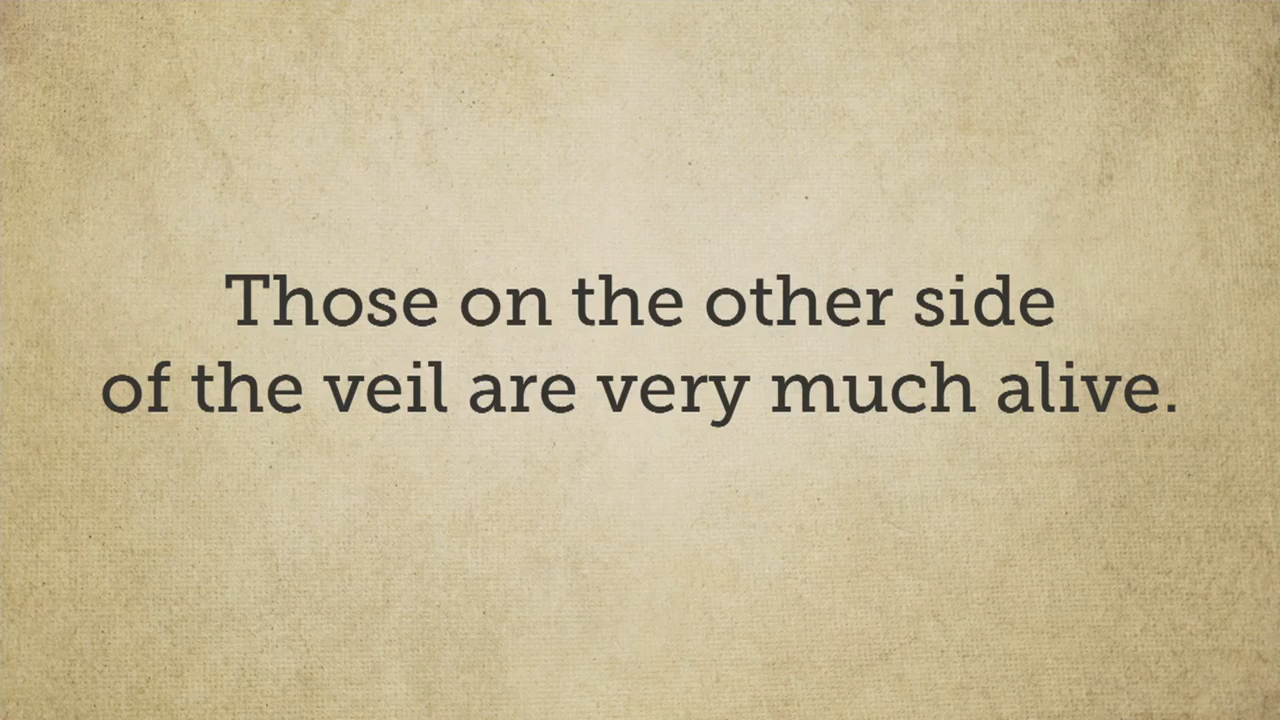 Those on the other side
of the veil are very much alive.